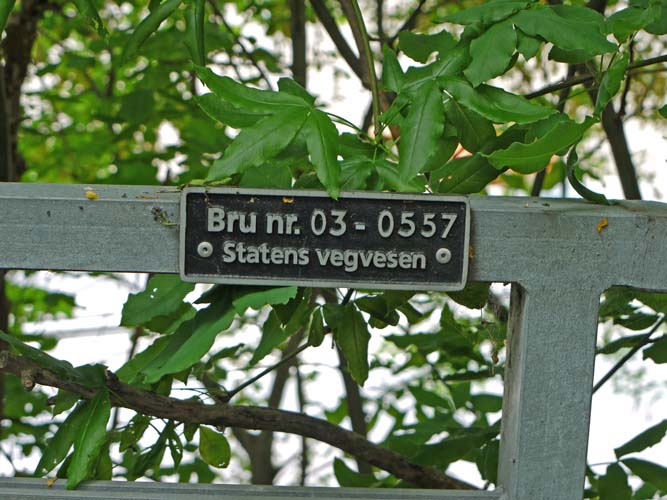 Bru nr. 03 - 0557
Statens vegvesen